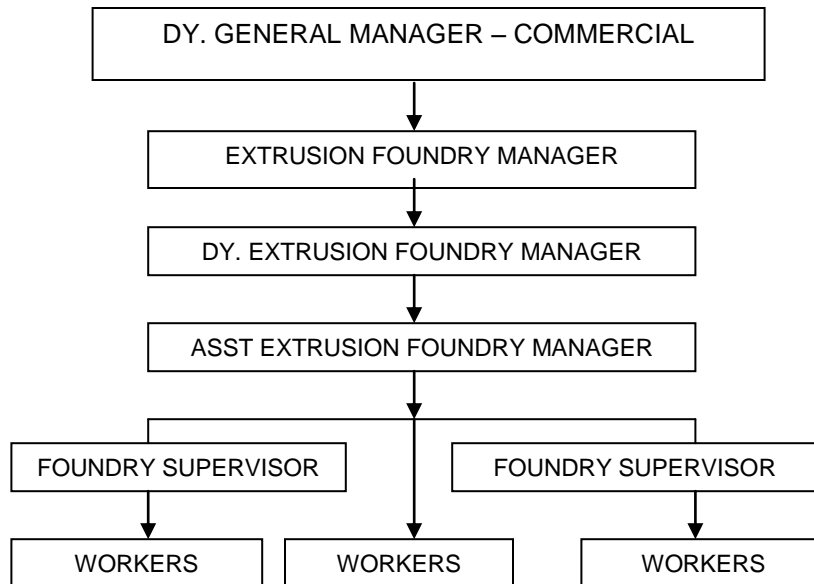 DY. GENERAL MANAGER – COMMERCIAL
EXTRUSION FOUNDRY MANAGER
DY. EXTRUSION FOUNDRY MANAGER
ASST EXTRUSION FOUNDRY MANAGER
FOUNDRY SUPERVISOR
FOUNDRY SUPERVISOR
WORKERS
WORKERS
WORKERS